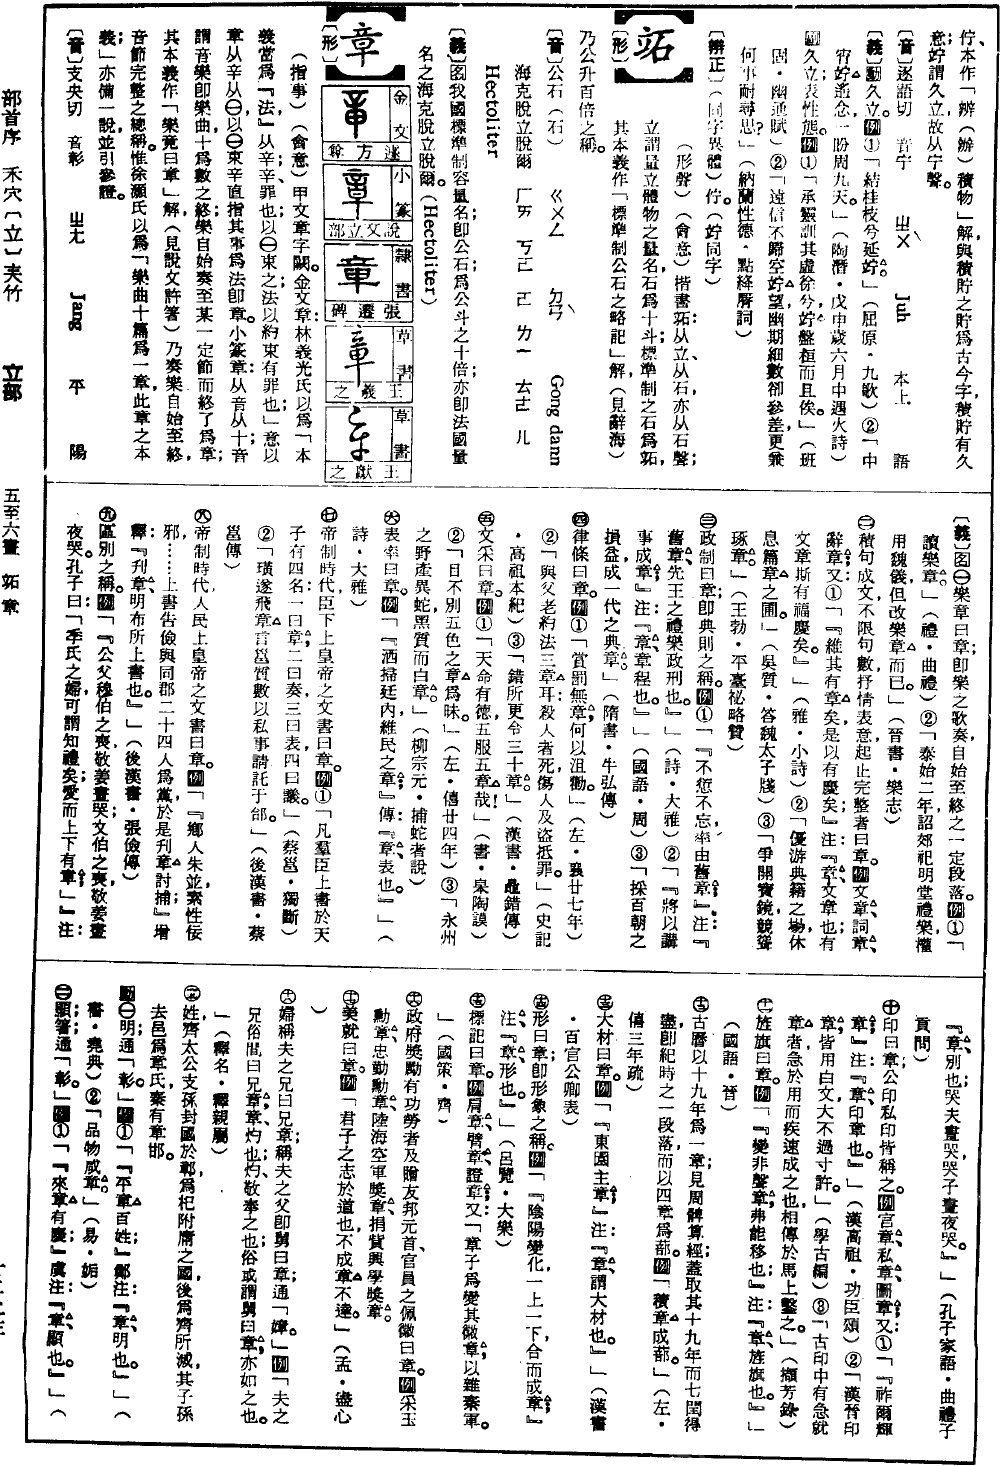 佇、本作「辦（辦）積物」解，與積貯之貯爲古今字，積貯有久
意，竚謂久立，故从宁聲。
〔音〕逐語切　音宁　ㄓㄨˋ　Juh　本上　語
〔義〕動久立。例①「結桂枝兮延竚。」（屈原・九歌）②「中
宵竚遙念，一盼周九天。」（陶潛・戊申歲六月中遇火詩）
副久立表性態。例①「承靈訓其虛徐兮，竚盤桓而且俟。」（班
固・幽通賦）②「遠信不歸空竚望，幽期細數卻參差，更兼
何事耐尋思？」（納蘭性德・點絳脣詞）
〔辨正〕（同字異體）佇（竚同字）
䂖
〔形〕（形聲）（會意）楷書䂖从立，从石，亦从石聲；
立謂量立體物之量名，石爲十斗，標準制之石爲䂖，
其本義作「標準制公石之略記」解（見辭海）
乃公升百倍之稱。
〔音〕公石（石）　ㄍㄨㄥ　ㄉㄢˋ　Gong dann
海克脫立脫爾　ㄏㄞ　ㄎㄜ　ㄌㄧ　ㄊㄜ　ㄦ
Hectoliter
〔義〕名我國標準制容量名，卽公石，爲公斗之十倍；亦卽法國量
名之海克脫立脫爾。（Hectoliter）
章
金文　遂方彝
小篆　說文立部
隸書　張遷碑
草書　王羲之
草書　王獻之
〔形〕（指事）（會意）甲文章字闕。金文章，林義光氏以爲「本
義當爲『法』，从辛，辛，罪也，以㊀束之，法以約束有罪也。」意以
章从辛从㊀，以㊀束辛，直指其事爲法卽章。小篆章：从音从十，音
謂音樂，卽樂曲，十爲數之終，樂自始奏至某一定節而終了爲章；
其本義作「樂竟曰章」解（見說文許箸）乃奏樂自始至終，
音節完整之總稱。惟徐灝氏以爲「樂曲十篇爲一章，此章之本
義」，亦備一說，並引參證。
〔音〕支央切　音彰　ㄓㄤ　Jang　平　陽
〔義〕名㊀樂章曰章；卽樂之歌奏自始至終之一定段落。例①「
讀樂章。」（禮・曲禮）②「泰始二年，詔郊祀明堂禮樂權
用魏儀，但改樂章而已。」（晉書・樂志）
㊁積句成文，不限句數，抒情表意起止完整者曰章。例文章、詞章、
辭章；又：①「『維其有章矣，是以有慶矣』注：『章，文章也；有
文章斯有福慶矣。』」（雅・小詩）②「優游典籍之場，休
息篇章之囿。」（吳質・答魏太子牋）③「爭開寶鏡，競聳
琢章。」（王勃・平臺祕略贊）
㊂政制曰章；卽典則之稱。例①「『不愆不忘，率由舊章』注：『
舊章，先王之禮樂政刑也。』」（詩・大雅）②「『將以講
事成章』注：『章，章程也。』」（國語・周）③「採百朝之
損益，成一代之典章。」（隋書・牛弘傳）
㊃律條曰章。例①「賞罰無章，何以沮勸。」（左・襄廿七年）
②「與父老約法三章耳：殺人者死，傷人及盜抵罪。」（史記
・高祖本紀）③「錯所更令三十章。」（漢書・鼂錯傳）
㊄文采曰章。例①「天命有德，五服五章哉！」（書・臯陶謨）
②「目不別五色之章爲昧。」（左・僖廿四年）③「永州
之野產異蛇，黑質而白章。」（柳宗元・捕蛇者說）
㊅表率曰章。例「『洒掃廷內，維民之章』傳：『章，表也。』」（
詩・大雅）
㊆帝制時代，臣下上皇帝之文書曰章。例①「凡羣臣上書於天
子有四名：一曰章，二曰奏，三曰表，四曰議。」（蔡邕・獨斷）
②「璜遂飛章言邕質數以私事請託于郃。」（後漢書・蔡
邕傳）
㊇帝制時代，人民上皇帝之文書曰章。例「『鄉人朱並，素性佞
邪……上書告儉與同郡二十四人爲黨，於是刋章討捕』增
釋：『刋章，明布所上書也。』」（後漢書・張儉傳）
㊈區別之稱。例「『公父穆伯之喪，敬姜晝哭；文伯之喪，敬姜晝
夜哭。孔子曰：「季氏之婦可謂知禮矣，愛而上下有章」』注：
『章，別也；哭夫晝哭，哭子晝夜哭。』」（孔子家語・曲禮子
貢問）
㊉印曰章；公印私印皆稱之。例官章、私章、圖章；又：①「『祚爾輝
章』注：『章，印章也。』」（漢高祖・功臣頌）②「漢晉印
章，皆用白文，大不過寸許。」（學古編）③「古印中有急就
章者，急於用而疾速成之也，相傳於馬上鑿之。」（擷芳錄）
旌旗曰章。例「『變非聲章，弗能移也』注：『章，旌旗也。』」
（國語・晉）
古曆以十九年爲一章，見周髀算經，蓋取其十九年而七閏得
盡，卽紀時之一段落，而以四章爲蔀。例「積章成蔀。」（左・
僖三年疏）
大材曰章。例「『東園主章』注：『章謂大材也。』」（漢書
・百官公卿表）
形曰章；卽形象之稱。例「『陰陽變化，一上一下，合而成章』
注：『章，形也。』」（呂覽・大樂）
標記曰章。例肩章、臂章、證章；又「章子爲變其徽章，以雜秦軍。
」（國策・齊）
政府獎勵有功勞者及贈友邦元首、官員之佩徽曰章。例采玉
勳章、忠勤勳章、陸海空軍獎章、捐貲興學獎章。
美就曰章。例「君子之志於道也，不成章不達。」（孟・盡心
）
婦稱夫之兄曰兄章；稱夫之父卽舅曰章；通「嫜」。例「夫之
兄俗間曰兄章；章，灼也，灼敬奉之也。俗或謂舅曰章，亦如之也。
」（釋名・釋親屬）
姓，齊太公支孫封國於鄣，爲杞附庸之國，後爲齊所滅，其子孫
去邑爲章氏；秦有章邯。
動㊀明；通「彰」。例①「『平章百姓』鄭注：『章，明也。』」（
書・堯典）②「品物咸章。」（易・姤）
㊁顯箸；通「彰」。例①「『來章有慶』虞注：『章，顯也。』」（
部首序　禾穴〔立〕夹竹　立部　五至六畫　䂖章